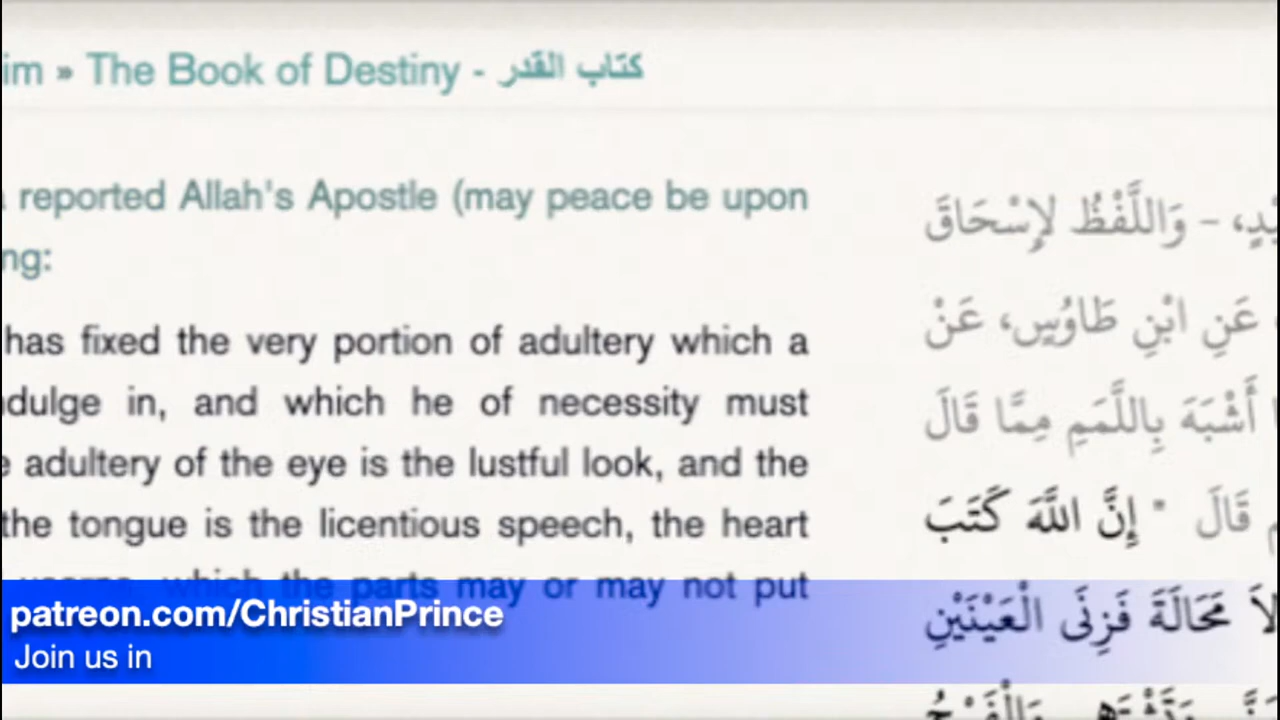 im » The Book of Destiny - كتاب القدر
reported Allah's Apostle (may peace be upon
ng:
has fixed the very portion of adultery which a
ndulge in, and which he of necessity must
e adultery of the eye is the lustful look, and the
the tongue is the licentious speech, the heart
which the parts may or may not put
يْدٍ، - وَاللَّفْظُ لإِسْحَاقَ
عَنِ ابْنِ طَاوُسٍ، عَنْ
أَشْبَهَ بِاللَّمَمِ مِمَّا قَالَ
قَالَ " إِنَّ اللَّهَ كَتَبَ
لاَ مَحَالَةَ فَزِنَى الْعَيْنَيْنِ
patreon.com/ChristianPrince
Join us in